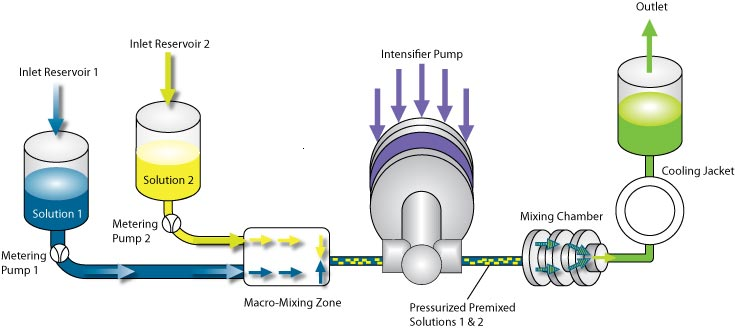 Outlet
Inlet Reservoir 2
Intensifier Pump
Inlet Reservoir 1
Cooling Jacket
Solution 2
Solution 1
Metering
Pump 2
Mixing Chamber
Metering
Pump 1
Macro-Mixing Zone
Pressurized Premixed
Solutions 1 & 2